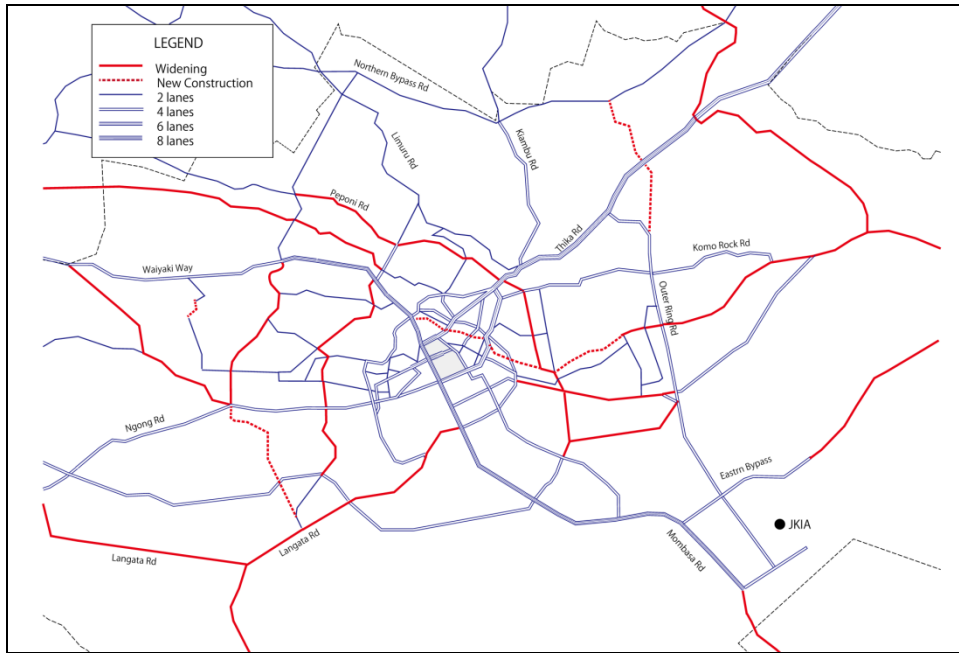 LEGEND
Widening
New Construction
2 lanes
4 lanes
6 lanes
8 lanes
Northern Bypass Rd
Limuru Rd
Kiambu Rd
Peponi Rd
Thika Rd
Komo Rock Rd
Waiyaki Way
Outer Ring Rd
Ngong Rd
Eastrn Bypass
JKIA
Langata Rd
Langata Rd
Mombasa Rd